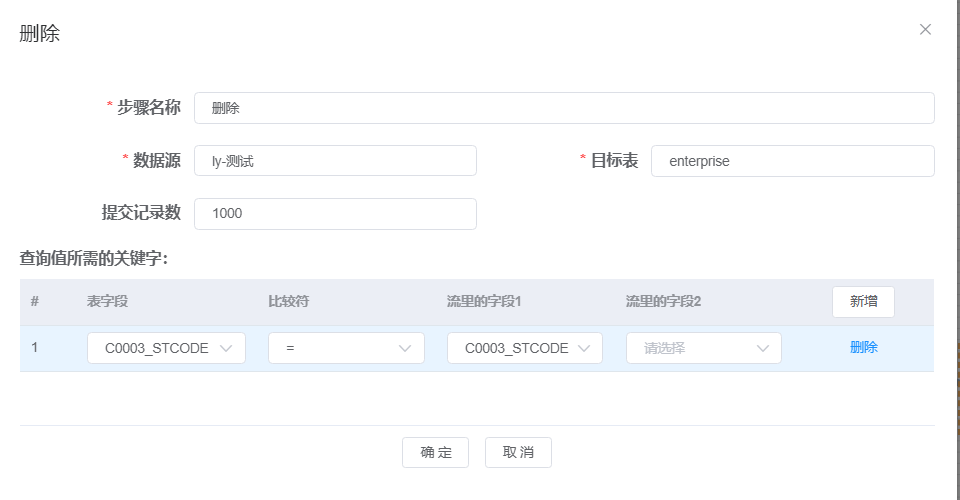 删除
* 步骤名称 删除
* 数据源 ly-测试 * 目标表 enterprise
提交记录数 1000
查询值所需的关键字:
# 表字段 比较符 流里的字段1 流里的字段2 新增
1 C0003_STCODE = C0003_STCODE 请选择 删除
确 定 取 消